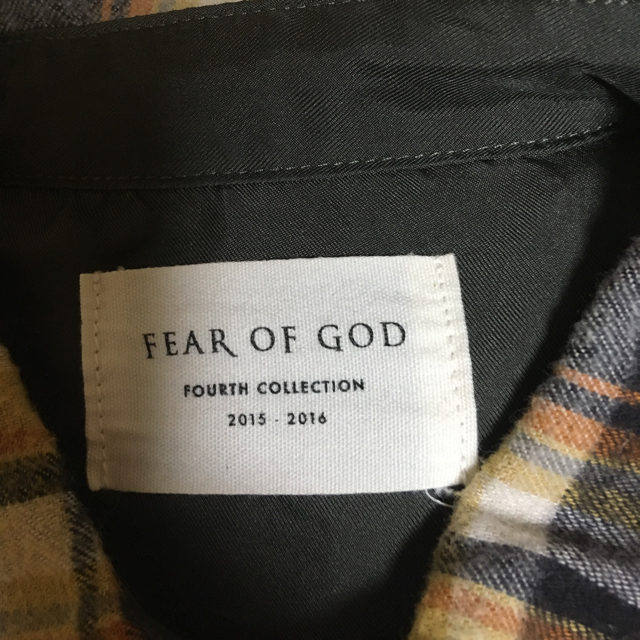 FEAR OF GOD
FOURTH COLLECTION
2015 - 2016